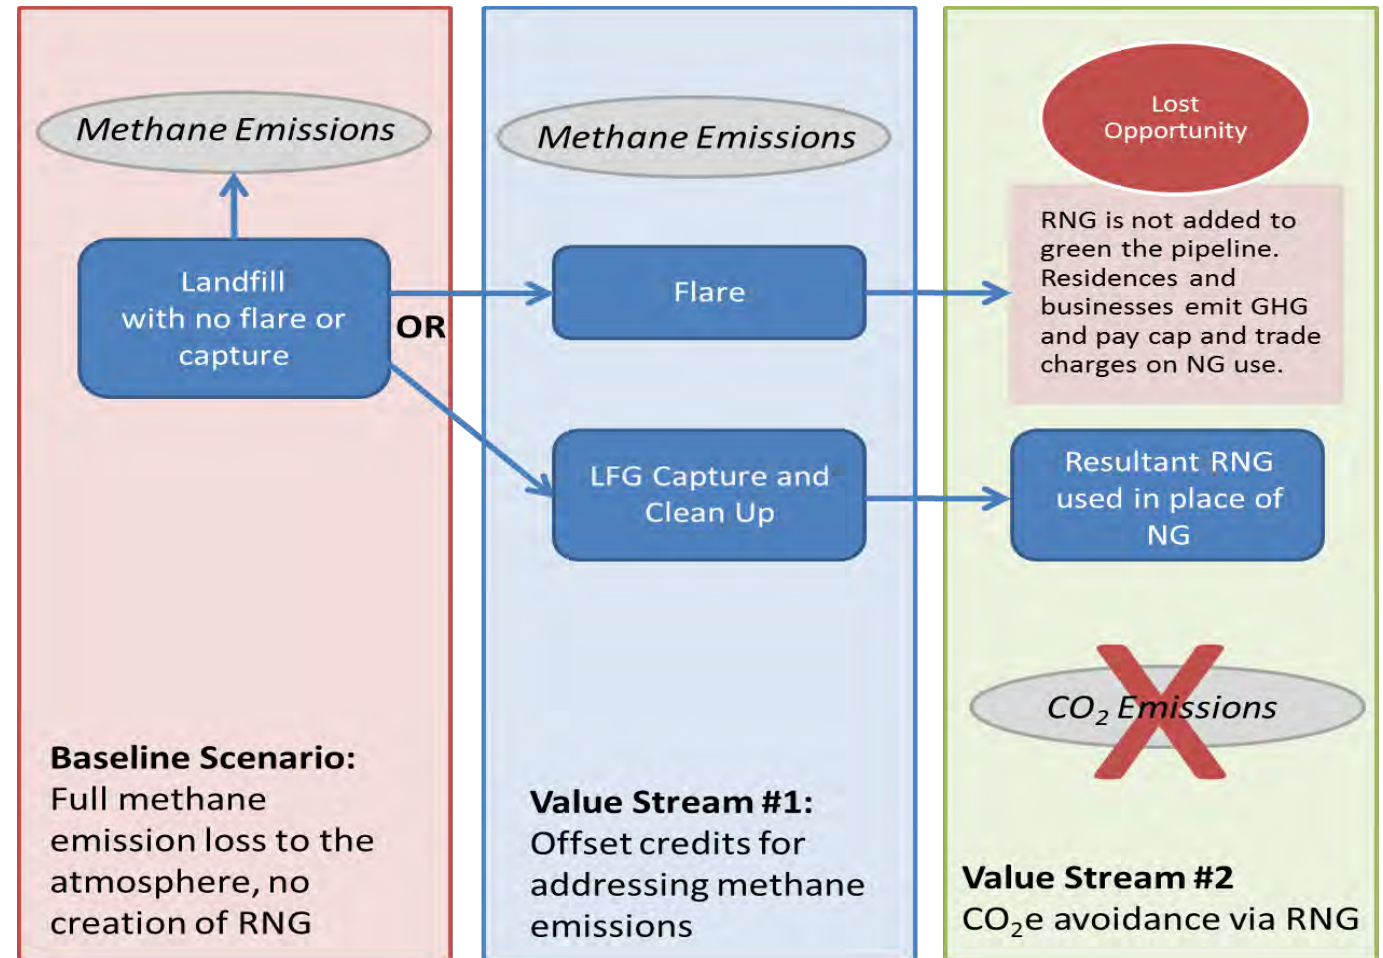 Methane Emissions
Landfill
with no flare or
capture
OR
Baseline Scenario:
Full methane
emission loss to the
atmosphere, no
creation of RNG
Methane Emissions
Flare
LFG Capture and
Clean Up
Value Stream #1:
Offset credits for
addressing methane
emissions
Lost
Opportunity
RNG is not added to
green the pipeline.
Residences and
businesses emit GHG
and pay cap and trade
charges on NG use.
Resultant RNG
used in place of
NG
CO₂ Emissions
X
Value Stream #2
CO₂e avoidance via RNG